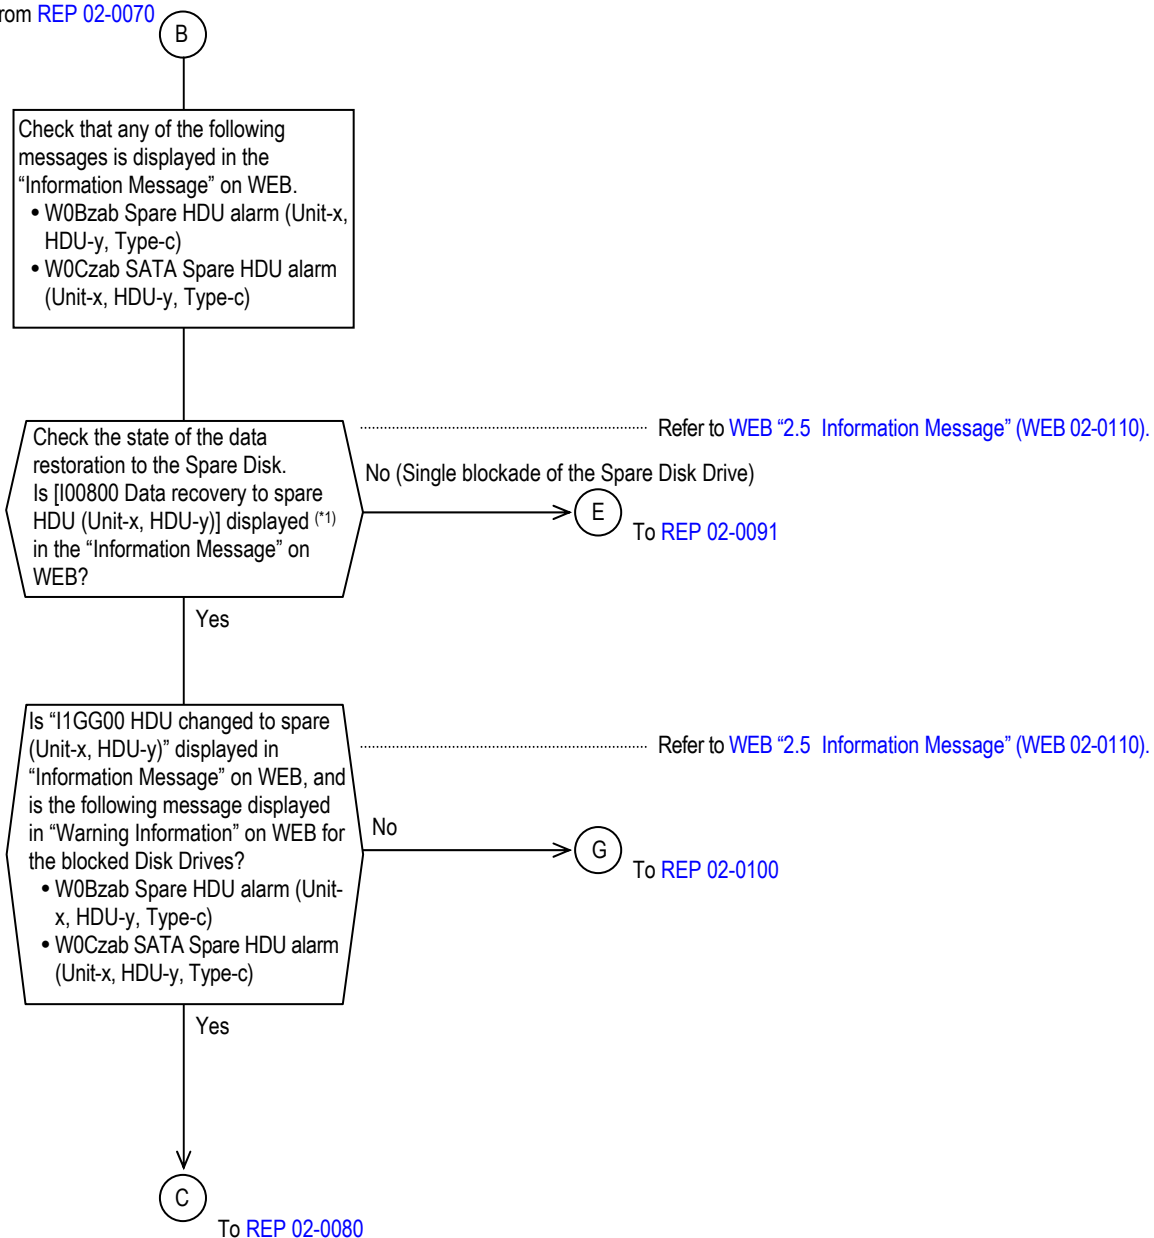 rom REP 02-0070
B
Check that any of the following
messages is displayed in the
“Information Message” on WEB.
• W0Bzab Spare HDU alarm (Unit-x,
HDU-y, Type-c)
• W0Czab SATA Spare HDU alarm
(Unit-x, HDU-y, Type-c)
Check the state of the data
restoration to the Spare Disk.
Is [I00800 Data recovery to spare
HDU (Unit-x, HDU-y)] displayed (*1)
in the “Information Message” on
WEB?
Refer to WEB “2.5 Information Message” (WEB 02-0110).
No (Single blockade of the Spare Disk Drive)
E
To REP 02-0091
Yes
Is “I1GG00 HDU changed to spare
(Unit-x, HDU-y)” displayed in
“Information Message” on WEB, and
is the following message displayed
in “Warning Information” on WEB for
the blocked Disk Drives?
• W0Bzab Spare HDU alarm (Unit-
x, HDU-y, Type-c)
• W0Czab SATA Spare HDU alarm
(Unit-x, HDU-y, Type-c)
Refer to WEB “2.5 Information Message” (WEB 02-0110).
No
G
To REP 02-0100
Yes
C
To REP 02-0080